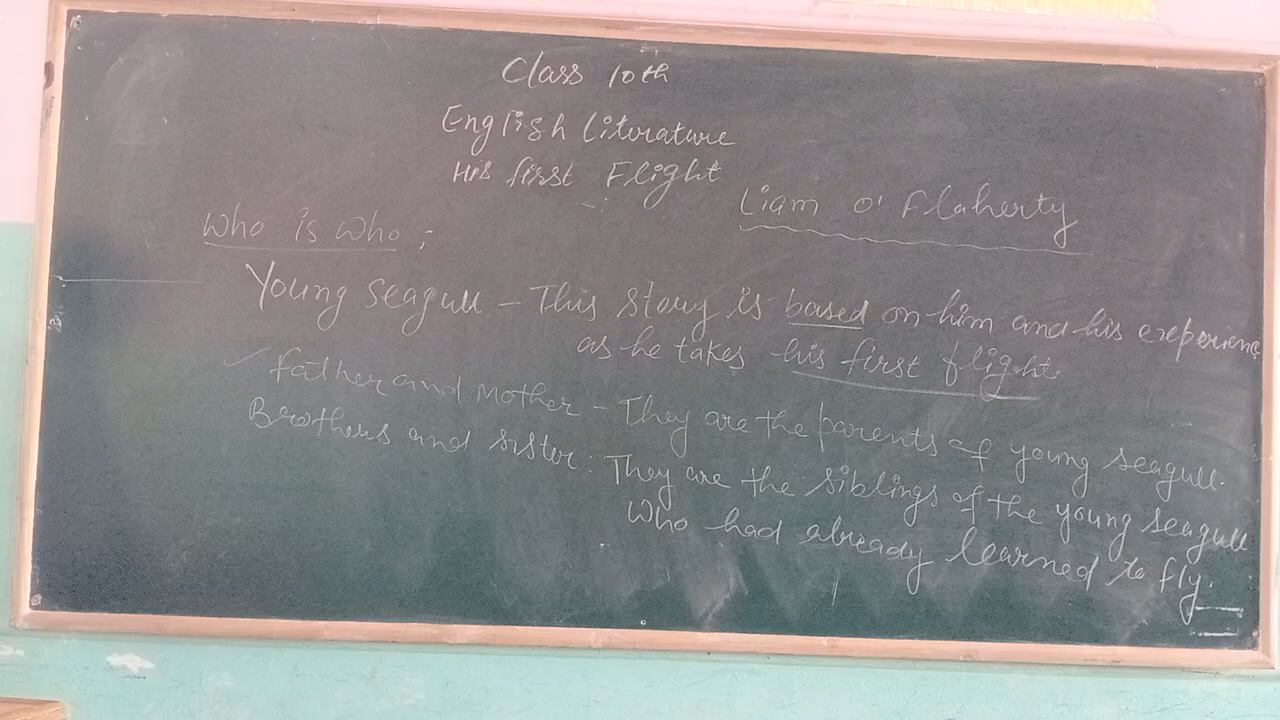 Class 10th
English Literature
His first Flight
Liam O' Flaherty
Who is Who ;
Young Seagull - This Story is based on him and his experience
as he takes his first flight.
Father and Mother - They are the parents of young seagull.
Brothers and sister : They are the siblings of the young seagull
Who had already learned to fly.